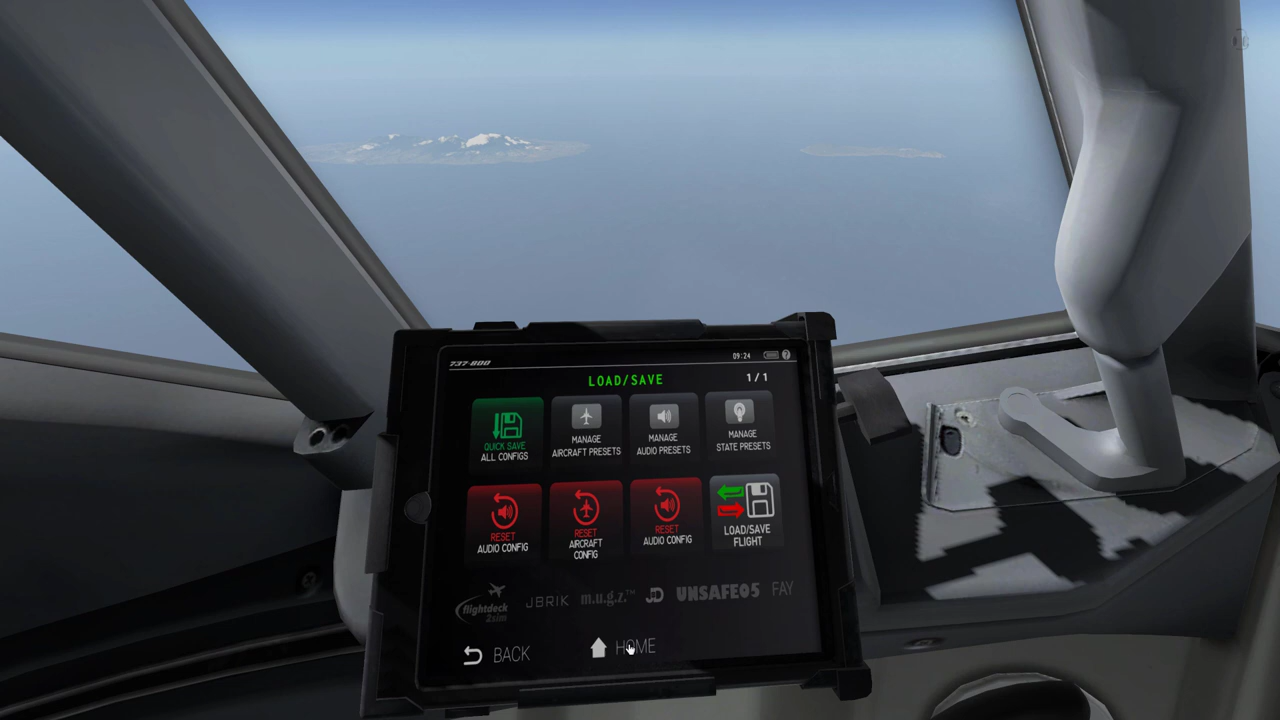 737-800
09:24
?
LOAD/SAVE
1/1
QUICK SAVE
ALL CONFIGS
MANAGE
AIRCRAFT PRESETS
MANAGE
AUDIO PRESETS
MANAGE
STATE PRESETS
RESET
AUDIO CONFIG
RESET
AIRCRAFT
CONFIG
RESET
AUDIO CONFIG
LOAD/SAVE
FLIGHT
flightdeck
2sim
JBRIK
m.u.g.z.™
JD
UNSAFE05
FAY
BACK
HOME